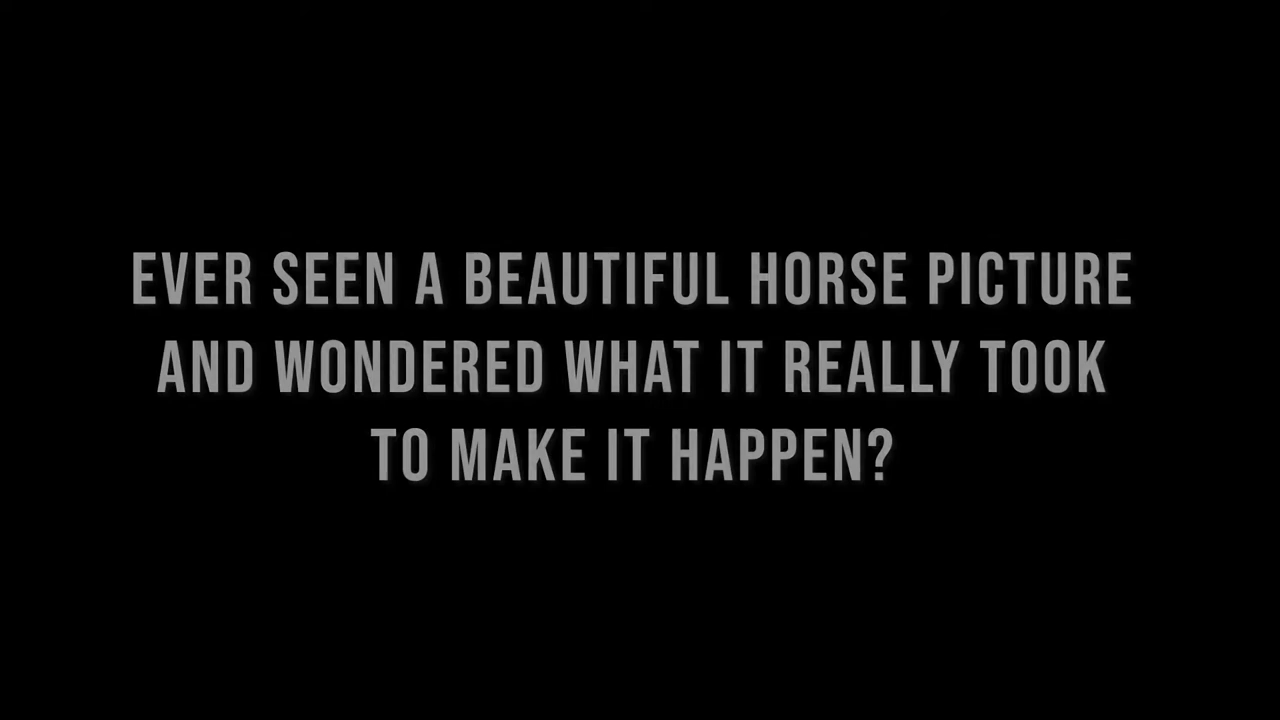 EVER SEEN A BEAUTIFUL HORSE PICTURE
AND WONDERED WHAT IT REALLY TOOK
TO MAKE IT HAPPEN?